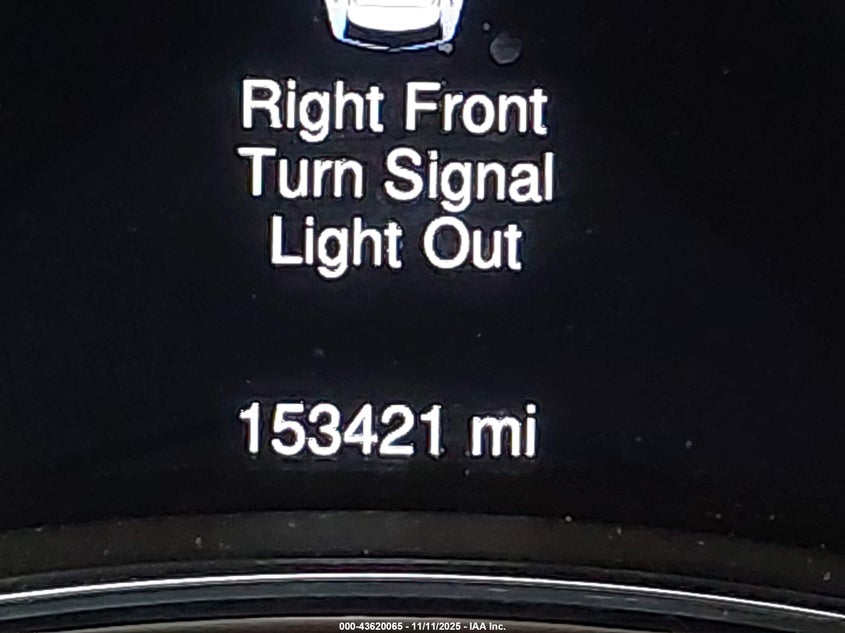 Right Front
Turn Signal
Light Out
153421 mi
000-43620065 - 11/11/2025 - IAA Inc.